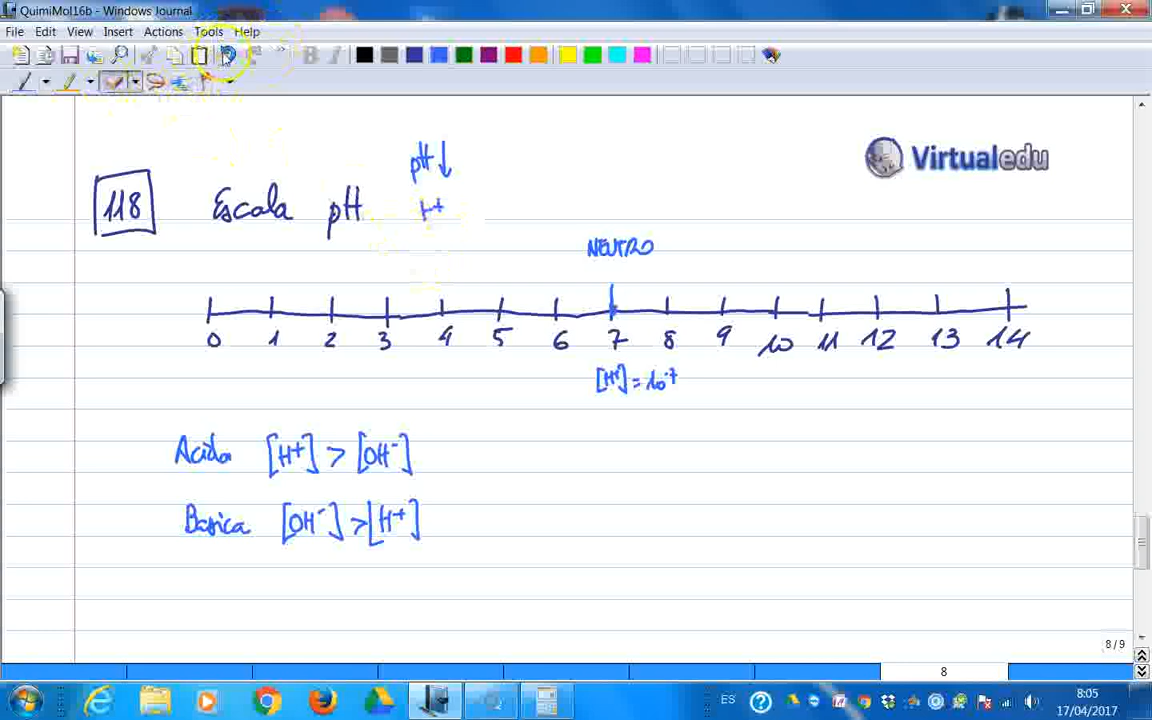 QuimiMol16b - Windows Journal
File Edit View Insert Actions Tools Help
Virtualedu
pH ↓
118 Escala pH H+
NEUTRO
0 1 2 3 4 5 6 7 8 9 10 11 12 13 14
[H+] = 10-7
Acida [H+] > [OH-]
Basica [OH-] > [H+]
8 / 9
8
ES 8:05
17/04/2017